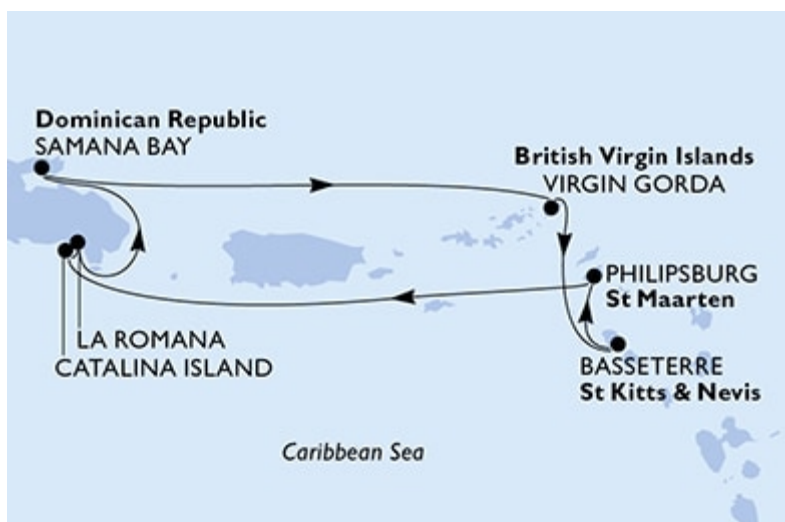 Dominican Republic
SAMANA BAY
British Virgin Islands
VIRGIN GORDA
PHILIPSBURG
St Maarten
LA ROMANA
CATALINA ISLAND
BASSETERRE
St Kitts & Nevis
Caribbean Sea